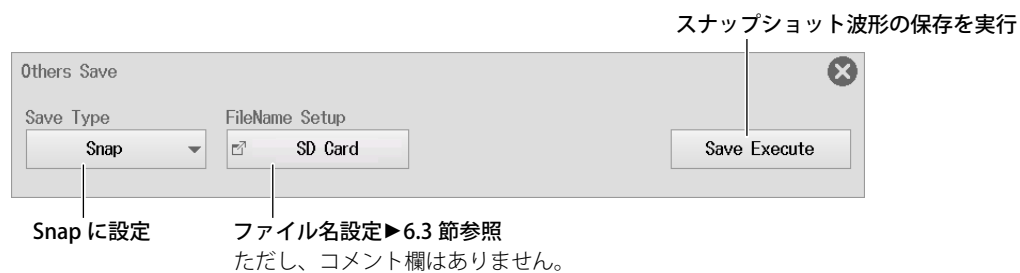 スナップショット波形の保存を実行
Others Save
Save Type
FileName Setup
Snap
SD Card
Save Execute
Snap に設定
ファイル名設定▶6.3 節参照
ただし、コメント欄はありません。